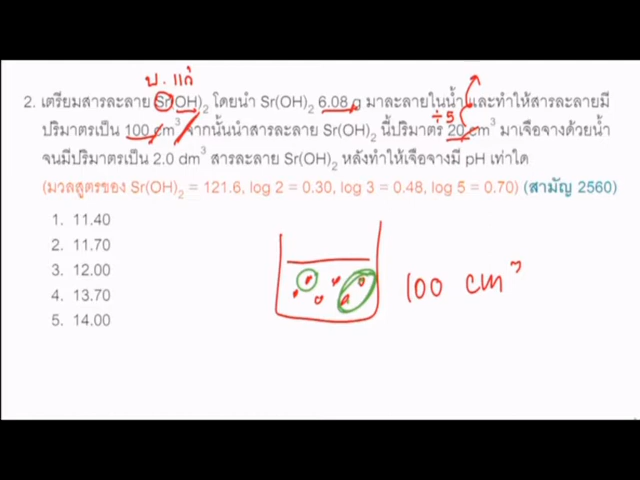 บ. แก่
2. เตรียมสารละลาย Sr(OH)₂ โดยนำ Sr(OH)₂ 6.08 g มาละลายในน้ำ และทำให้สารละลายมี
÷5
ปริมาตรเป็น 100 cm³ จากนั้นนำสารละลาย Sr(OH)₂ นี้ปริมาตร 20 cm³ มาเจือจางด้วยน้ำ
จนมีปริมาตรเป็น 2.0 dm³ สารละลาย Sr(OH)₂ หลังทำให้เจือจางมี pH เท่าใด
(มวลสูตรของ Sr(OH)₂ = 121.6, log 2 = 0.30, log 3 = 0.48, log 5 = 0.70) (สามัญ 2560)
1. 11.40
2. 11.70
3. 12.00
4. 13.70
5. 14.00
100 cm³